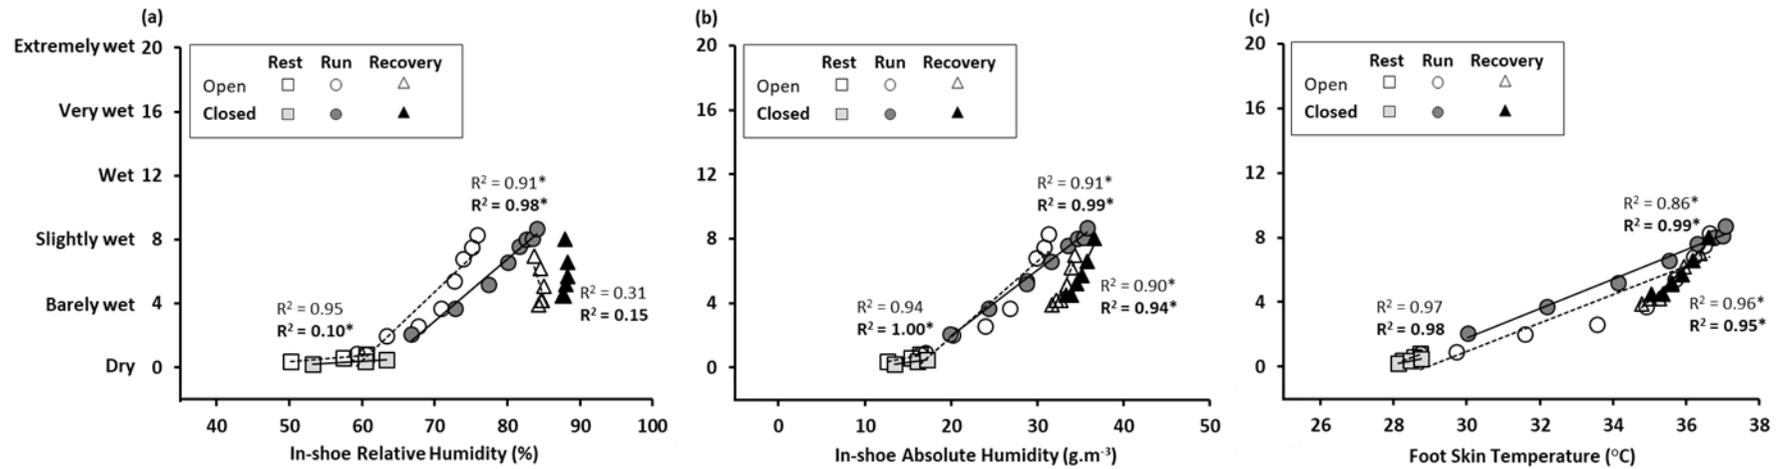 (a)
Extremely wet 20
Very wet 16
Wet 12
Slightly wet 8
Barely wet 4
Dry 0
Rest Run Recovery
Open
Closed
R² = 0.91*
R² = 0.98*
R² = 0.95
R² = 0.10*
R² = 0.31
R² = 0.15
40 50 60 70 80 90 100
In-shoe Relative Humidity (%)
(b)
20
16
12
8
4
0
Rest Run Recovery
Open
Closed
R² = 0.91*
R² = 0.99*
R² = 0.94
R² = 1.00*
R² = 0.90*
R² = 0.94*
0 10 20 30 40 50
In-shoe Absolute Humidity (g.m⁻³)
(c)
20
16
12
8
4
0
Rest Run Recovery
Open
Closed
R² = 0.86*
R² = 0.99*
R² = 0.97
R² = 0.98
R² = 0.96*
R² = 0.95*
26 28 30 32 34 36 38
Foot Skin Temperature (°C)